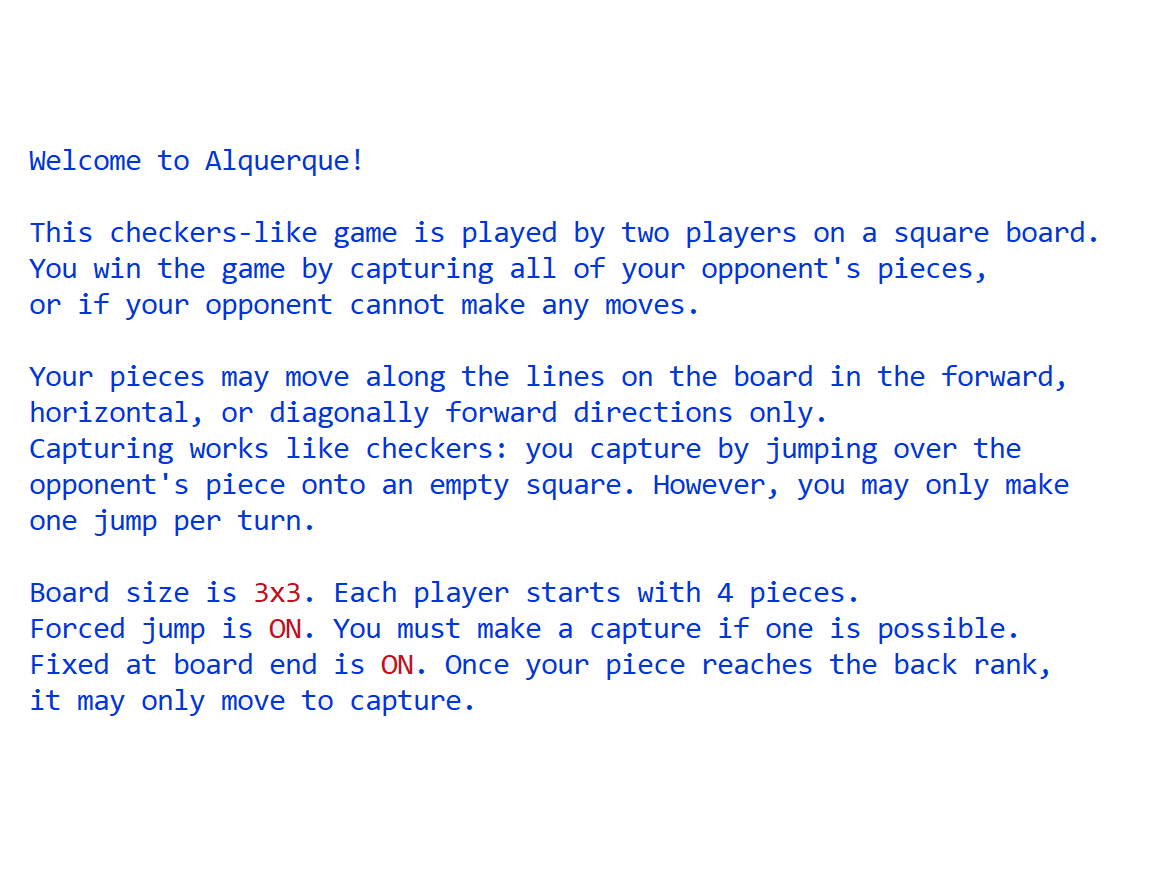 Welcome to Alquerque!
This checkers-like game is played by two players on a square board.
You win the game by capturing all of your opponent's pieces,
or if your opponent cannot make any moves.
Your pieces may move along the lines on the board in the forward,
horizontal, or diagonally forward directions only.
Capturing works like checkers: you capture by jumping over the
opponent's piece onto an empty square. However, you may only make
one jump per turn.
Board size is 3x3. Each player starts with 4 pieces.
Forced jump is ON. You must make a capture if one is possible.
Fixed at board end is ON. Once your piece reaches the back rank,
it may only move to capture.